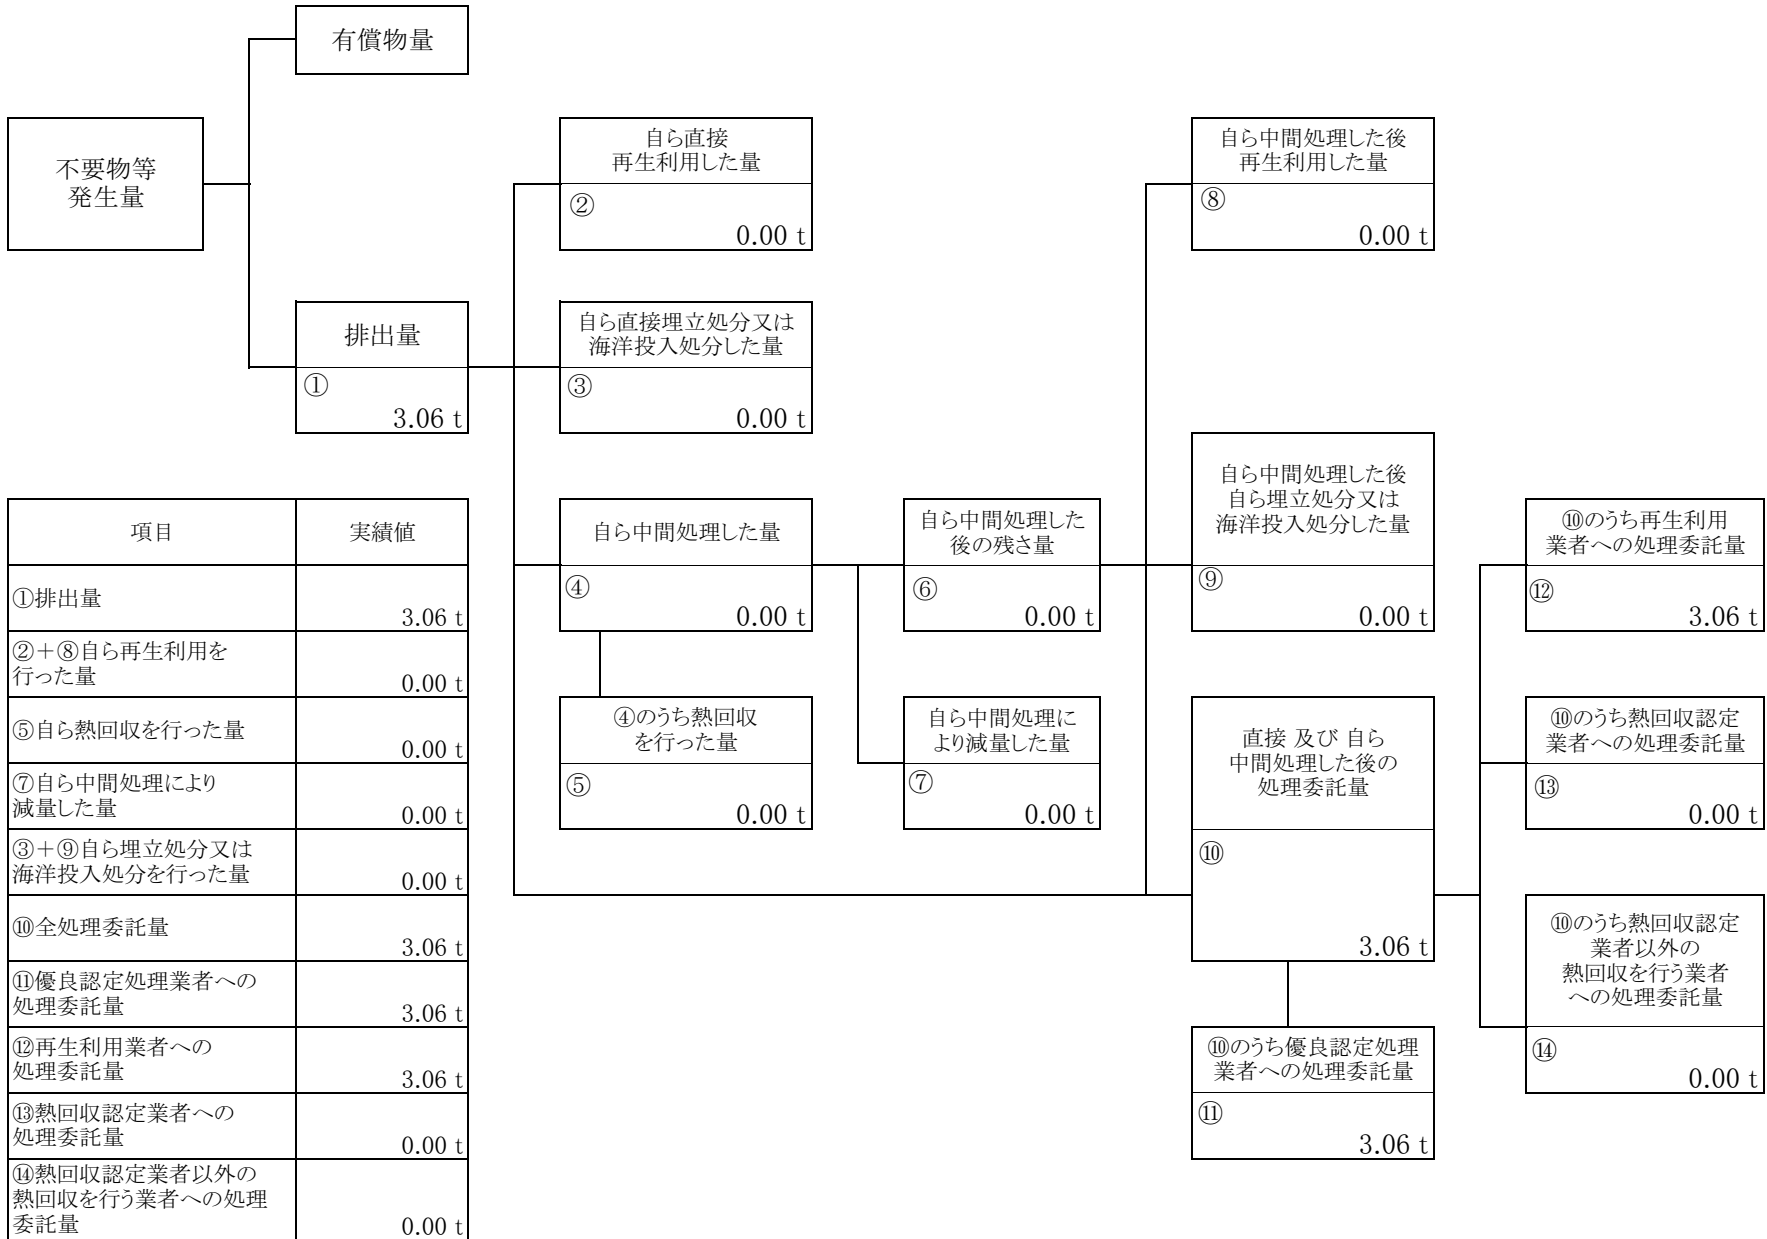 有償物量
不要物等
発生量
排出量
①
3.06 t
自ら直接
再生利用した量
②
0.00 t
自ら直接埋立処分又は
海洋投入処分した量
③
0.00 t
自ら中間処理した量
④
0.00 t
④のうち熱回収
を行った量
⑤
0.00 t
自ら中間処理した
後の残さ量
⑥
0.00 t
自ら中間処理に
より減量した量
⑦
0.00 t
自ら中間処理した後
再生利用した量
⑧
0.00 t
自ら中間処理した後
自ら埋立処分又は
海洋投入処分した量
⑨
0.00 t
直接 及び 自ら
中間処理した後の
処理委託量
⑩
3.06 t
⑩のうち優良認定処理
業者への処理委託量
⑪
3.06 t
⑩のうち再生利用
業者への処理委託量
⑫
3.06 t
⑩のうち熱回収認定
業者への処理委託量
⑬
0.00 t
⑩のうち熱回収認定
業者以外の
熱回収を行う業者
への処理委託量
⑭
0.00 t
項目 実績値
①排出量
3.06 t
②＋⑧自ら再生利用を
行った量
0.00 t
⑤自ら熱回収を行った量
0.00 t
⑦自ら中間処理により
減量した量
0.00 t
③＋⑨自ら埋立処分又は
海洋投入処分を行った量
0.00 t
⑩全処理委託量
3.06 t
⑪優良認定処理業者への
処理委託量
3.06 t
⑫再生利用業者への
処理委託量
3.06 t
⑬熱回収認定業者への
処理委託量
0.00 t
⑭熱回収認定業者以外の
熱回収を行う業者への処理
委託量
0.00 t